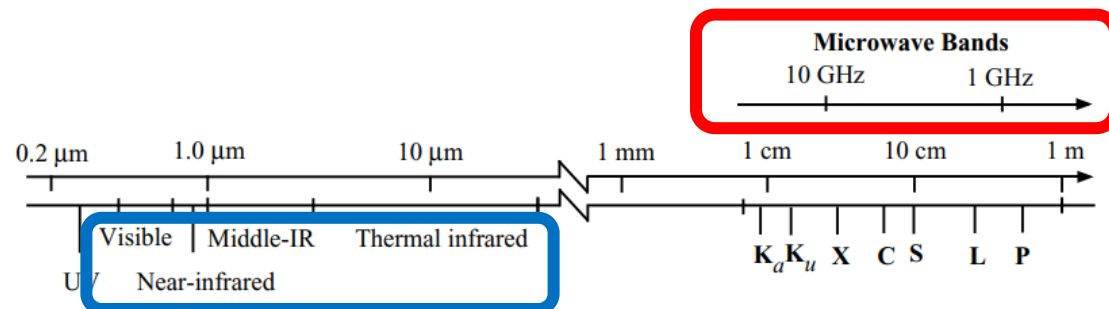 Microwave Bands
10 GHz 1 GHz
0.2 µm 1.0 µm 10 µm 1 mm 1 cm 10 cm 1 m
Visible Middle-IR Thermal infrared
Kₐ Kᵤ X C S L P
UV Near-infrared